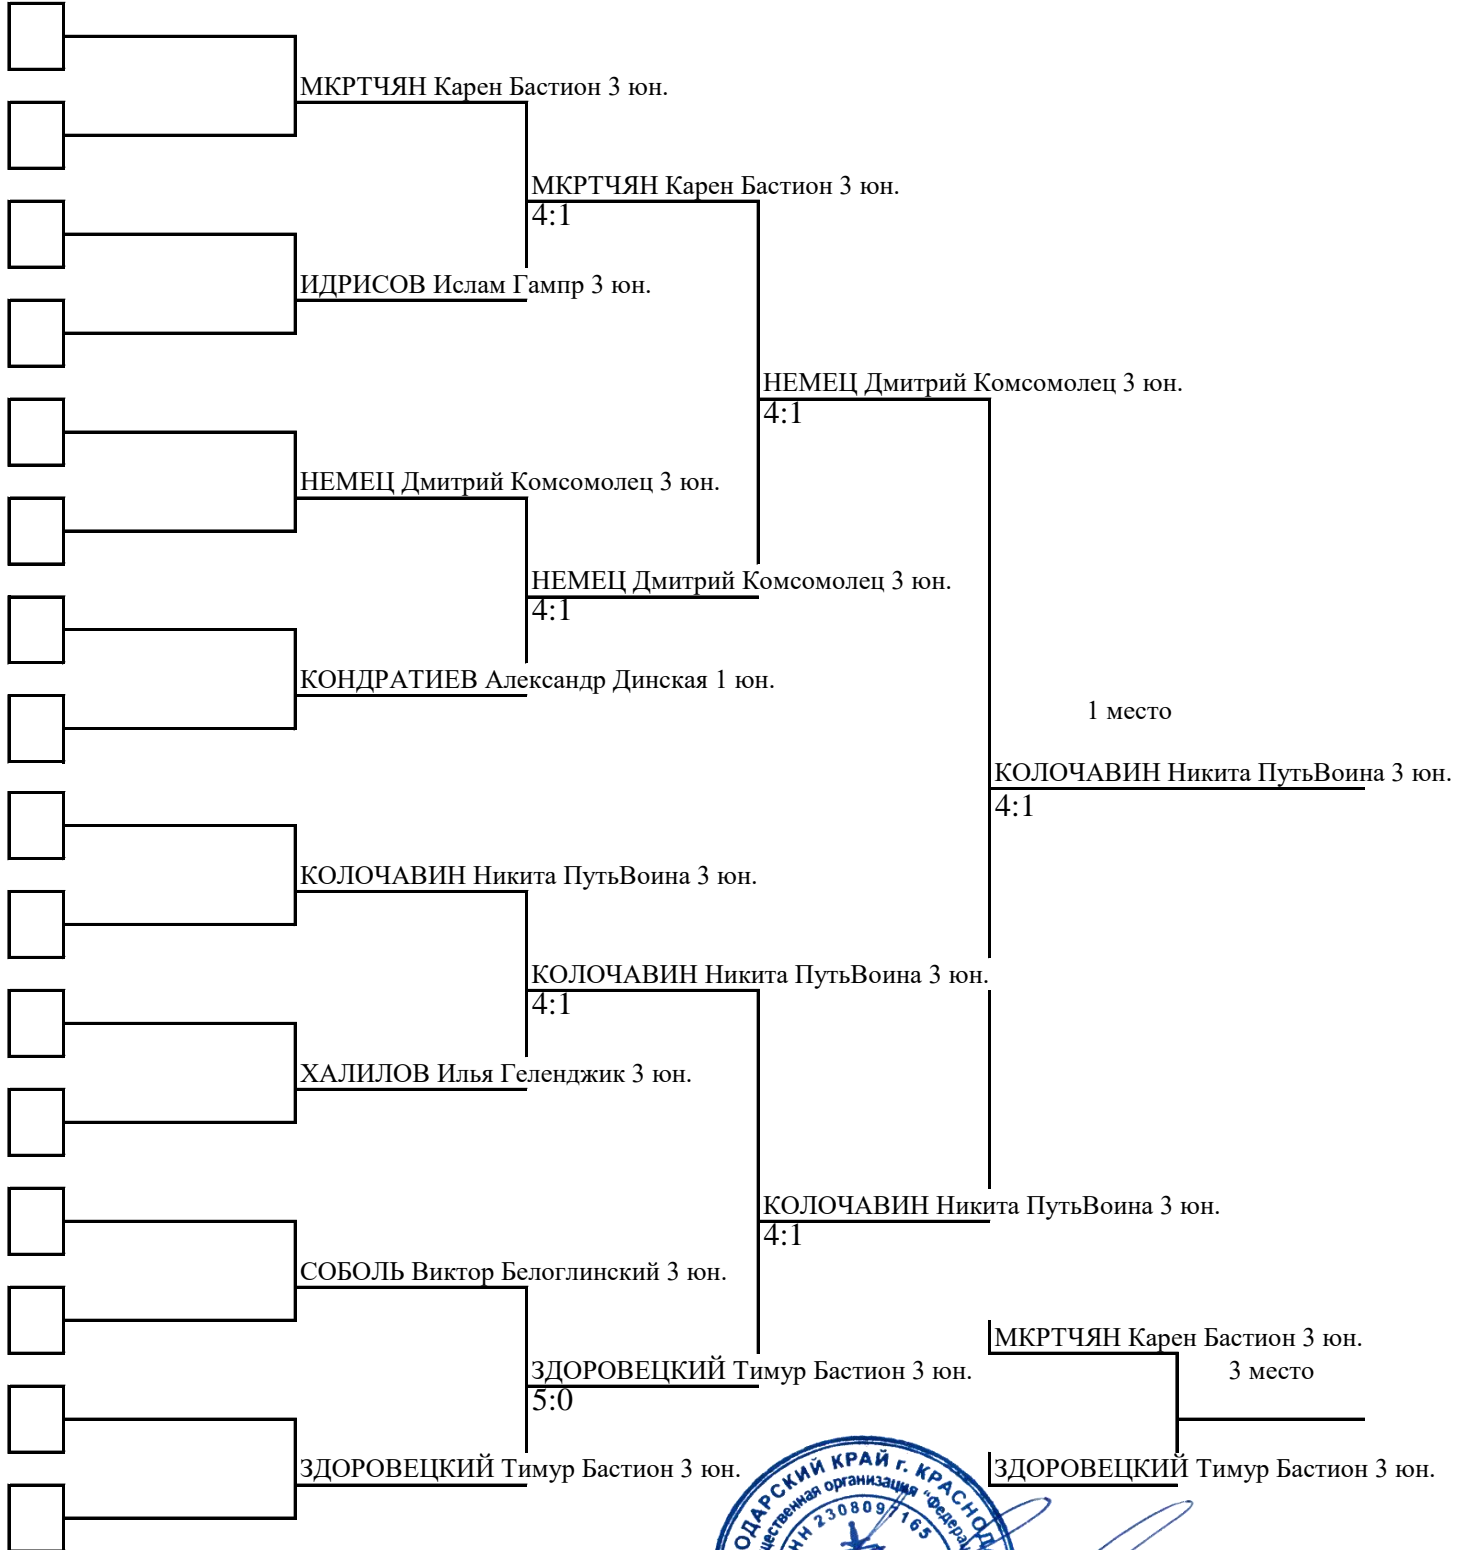 МКРТЧЯН Карен Бастион 3 юн.
МКРТЧЯН Карен Бастион 3 юн.
4:1
ИДРИСОВ Ислам Гампр 3 юн.
НЕМЕЦ Дмитрий Комсомолец 3 юн.
4:1
НЕМЕЦ Дмитрий Комсомолец 3 юн.
НЕМЕЦ Дмитрий Комсомолец 3 юн.
4:1
КОНДРАТИЕВ Александр Динская 1 юн.
1 место
КОЛОЧАВИН Никита ПутьВоина 3 юн.
4:1
КОЛОЧАВИН Никита ПутьВоина 3 юн.
КОЛОЧАВИН Никита ПутьВоина 3 юн.
4:1
ХАЛИЛОВ Илья Геленджик 3 юн.
КОЛОЧАВИН Никита ПутьВоина 3 юн.
4:1
СОБОЛЬ Виктор Белоглинский 3 юн.
МКРТЧЯН Карен Бастион 3 юн.
ЗДОРОВЕЦКИЙ Тимур Бастион 3 юн.
3 место
5:0
ЗДОРОВЕЦКИЙ Тимур Бастион 3 юн.
ЗДОРОВЕЦКИЙ Тимур Бастион 3 юн.
КРАЙ г.
организация
2308097165